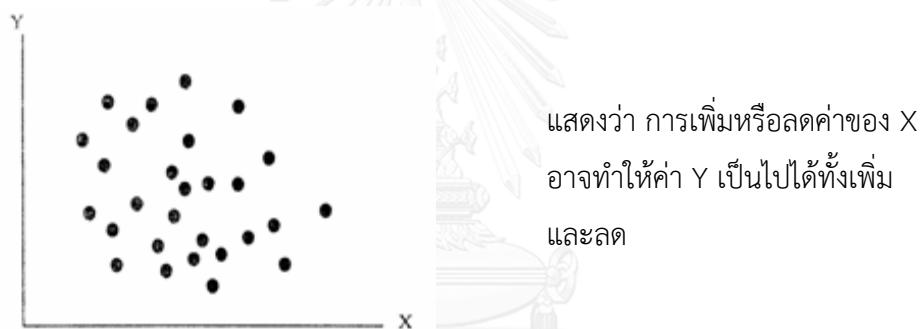 Y
แสดงว่า การเพิ่มหรือลดค่าของ X
อาจทำให้ค่า Y เป็นไปได้ทั้งเพิ่ม
และลด
X